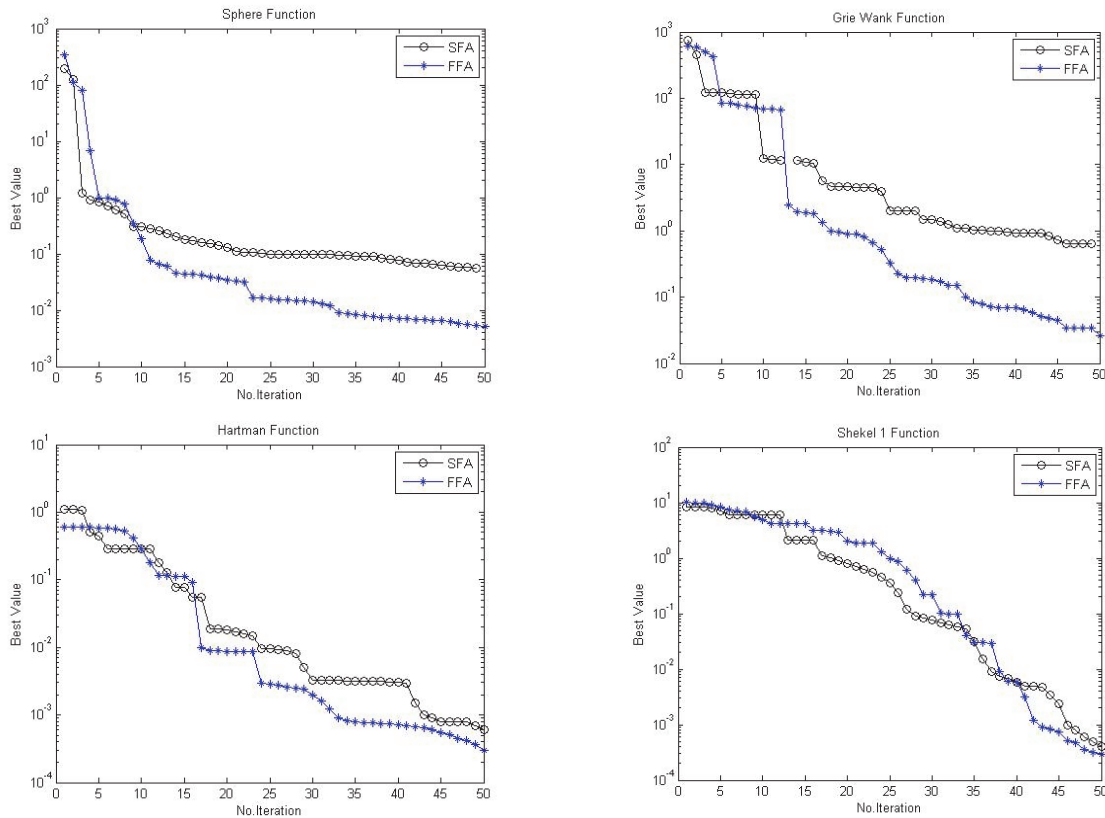 Sphere Function
10^3
10^2
10^1
10^0
10^-1
10^-2
10^-3
Best Value
SFA
FFA
0 5 10 15 20 25 30 35 40 45 50
No.Iteration
Grie Wank Function
10^3
10^2
10^1
10^0
10^-1
10^-2
Best Value
SFA
FFA
0 5 10 15 20 25 30 35 40 45 50
No.Iteration
Hartman Function
10^1
10^0
10^-1
10^-2
10^-3
10^-4
Best Value
SFA
FFA
0 5 10 15 20 25 30 35 40 45 50
No.Iteration
Shekel 1 Function
10^2
10^1
10^0
10^-1
10^-2
10^-3
10^-4
Best Value
SFA
FFA
0 5 10 15 20 25 30 35 40 45 50
No.Iteration